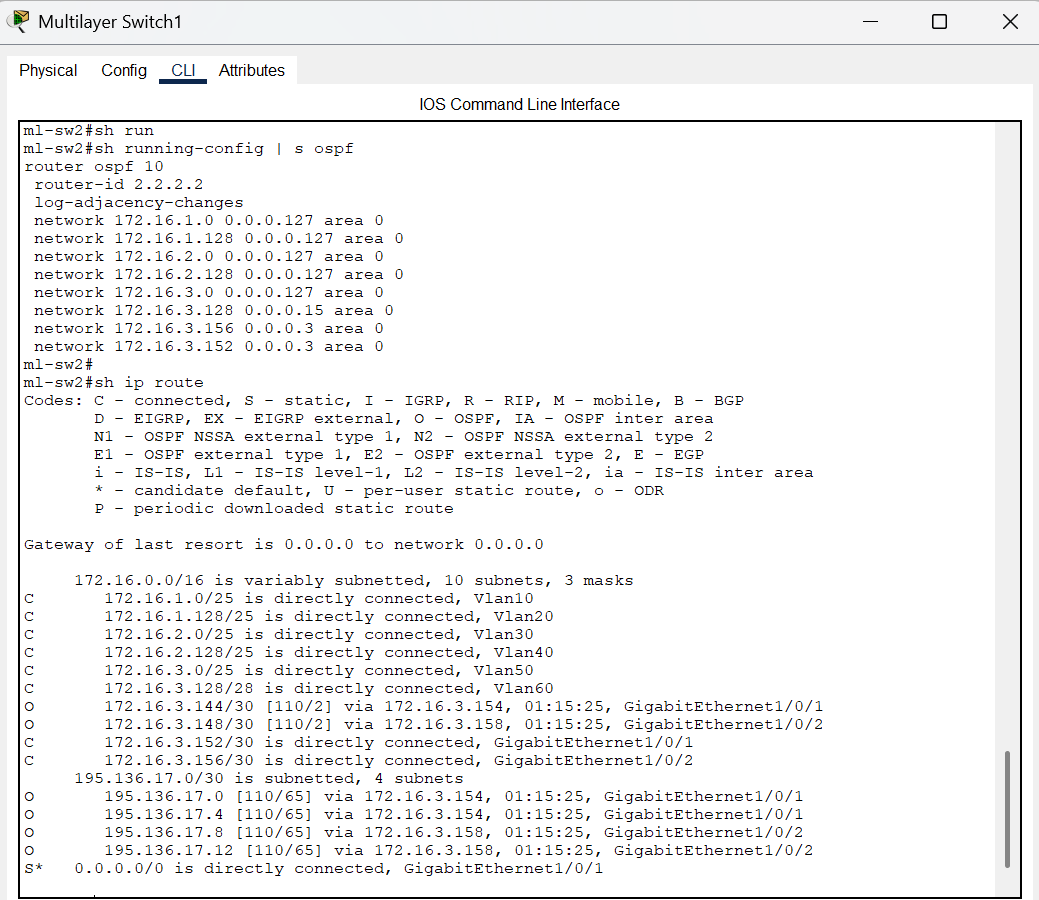 Multilayer Switch1
Physical Config CLI Attributes
IOS Command Line Interface
ml-sw2#sh run
ml-sw2#sh running-config | s ospf
router ospf 10
router-id 2.2.2.2
log-adjacency-changes
network 172.16.1.0 0.0.0.127 area 0
network 172.16.1.128 0.0.0.127 area 0
network 172.16.2.0 0.0.0.127 area 0
network 172.16.2.128 0.0.0.127 area 0
network 172.16.3.0 0.0.0.127 area 0
network 172.16.3.128 0.0.0.15 area 0
network 172.16.3.156 0.0.0.3 area 0
network 172.16.3.152 0.0.0.3 area 0
ml-sw2#
ml-sw2#sh ip route
Codes: C - connected, S - static, I - IGRP, R - RIP, M - mobile, B - BGP
D - EIGRP, EX - EIGRP external, O - OSPF, IA - OSPF inter area
N1 - OSPF NSSA external type 1, N2 - OSPF NSSA external type 2
E1 - OSPF external type 1, E2 - OSPF external type 2, E - EGP
i - IS-IS, L1 - IS-IS level-1, L2 - IS-IS level-2, ia - IS-IS inter area
* - candidate default, U - per-user static route, o - ODR
P - periodic downloaded static route
Gateway of last resort is 0.0.0.0 to network 0.0.0.0
172.16.0.0/16 is variably subnetted, 10 subnets, 3 masks
C 172.16.1.0/25 is directly connected, Vlan10
C 172.16.1.128/25 is directly connected, Vlan20
C 172.16.2.0/25 is directly connected, Vlan30
C 172.16.2.128/25 is directly connected, Vlan40
C 172.16.3.0/25 is directly connected, Vlan50
C 172.16.3.128/28 is directly connected, Vlan60
O 172.16.3.144/30 [110/2] via 172.16.3.154, 01:15:25, GigabitEthernet1/0/1
O 172.16.3.148/30 [110/2] via 172.16.3.158, 01:15:25, GigabitEthernet1/0/2
C 172.16.3.152/30 is directly connected, GigabitEthernet1/0/1
C 172.16.3.156/30 is directly connected, GigabitEthernet1/0/2
195.136.17.0/30 is subnetted, 4 subnets
O 195.136.17.0 [110/65] via 172.16.3.154, 01:15:25, GigabitEthernet1/0/1
O 195.136.17.4 [110/65] via 172.16.3.154, 01:15:25, GigabitEthernet1/0/1
O 195.136.17.8 [110/65] via 172.16.3.158, 01:15:25, GigabitEthernet1/0/2
O 195.136.17.12 [110/65] via 172.16.3.158, 01:15:25, GigabitEthernet1/0/2
S* 0.0.0.0/0 is directly connected, GigabitEthernet1/0/1